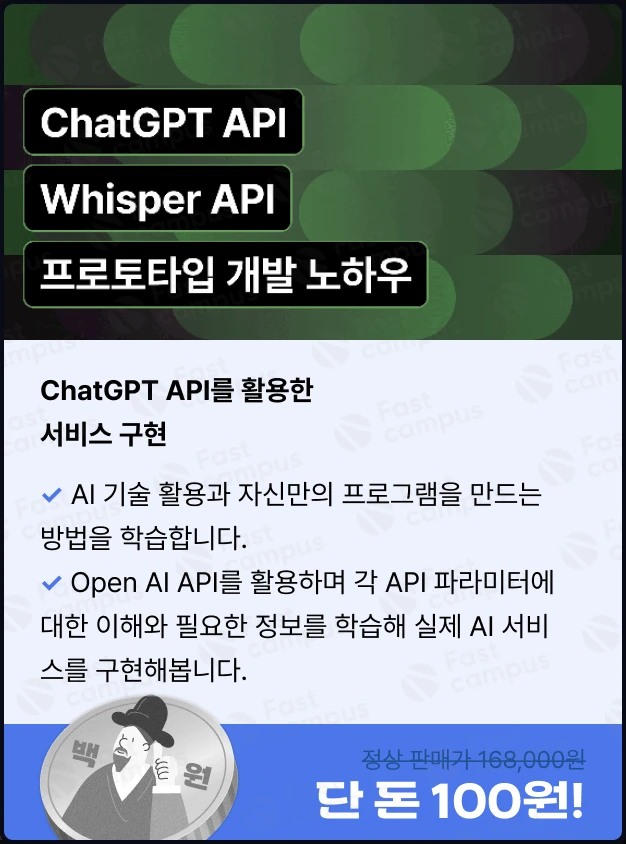 ChatGPT API
Whisper API
프로토타입 개발 노하우
ChatGPT API를 활용한
서비스 구현
✓ AI 기술 활용과 자신만의 프로그램을 만드는
방법을 학습합니다.
✓ Open AI API를 활용하며 각 API 파라미터에
대한 이해와 필요한 정보를 학습해 실제 AI 서비
스를 구현해봅니다.
백 원
정상 판매가 168,000원
단 돈 100원!
Fast
campus